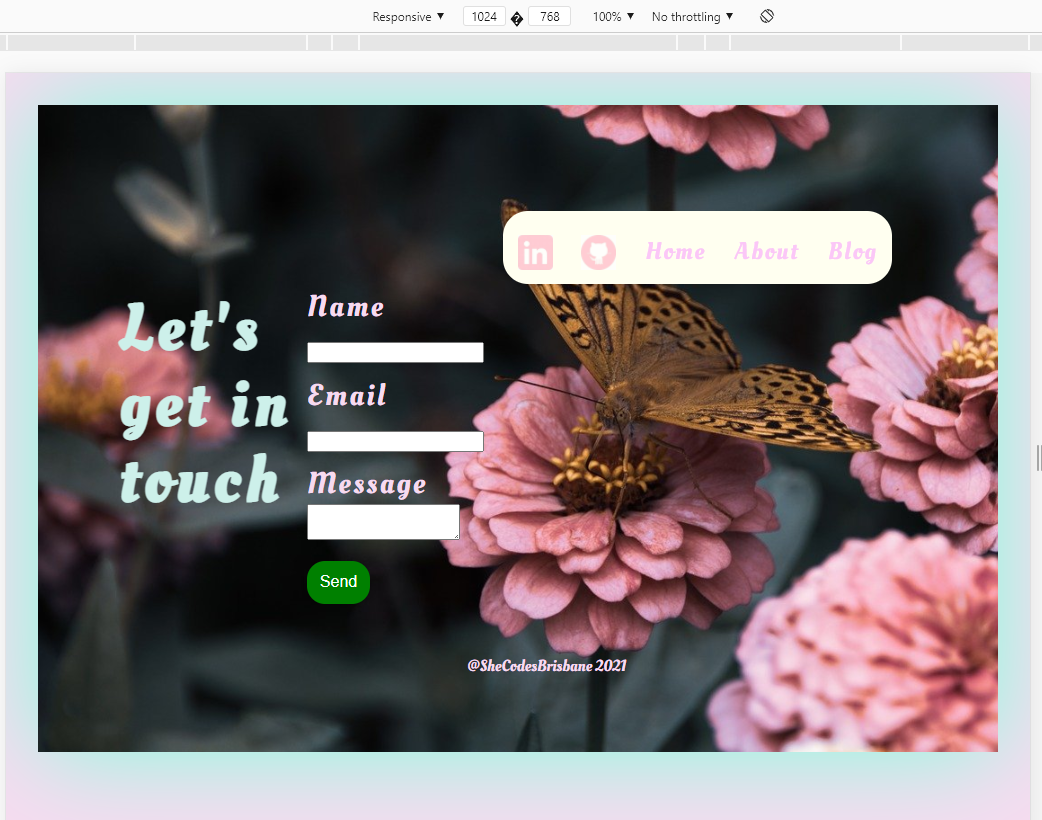 Responsive ▼ 1024 � 768 100% ▼ No throttling ▼
in Home About Blog
Let's
get in
touch
Name
Email
Message
Send
@SheCodesBrisbane 2021